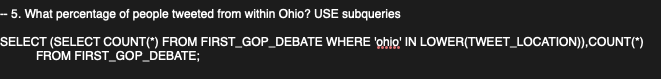 -- 5. What percentage of people tweeted from within Ohio? USE subqueries
SELECT (SELECT COUNT(*) FROM FIRST_GOP_DEBATE WHERE 'ohio' IN LOWER(TWEET_LOCATION)),COUNT(*)
FROM FIRST_GOP_DEBATE;